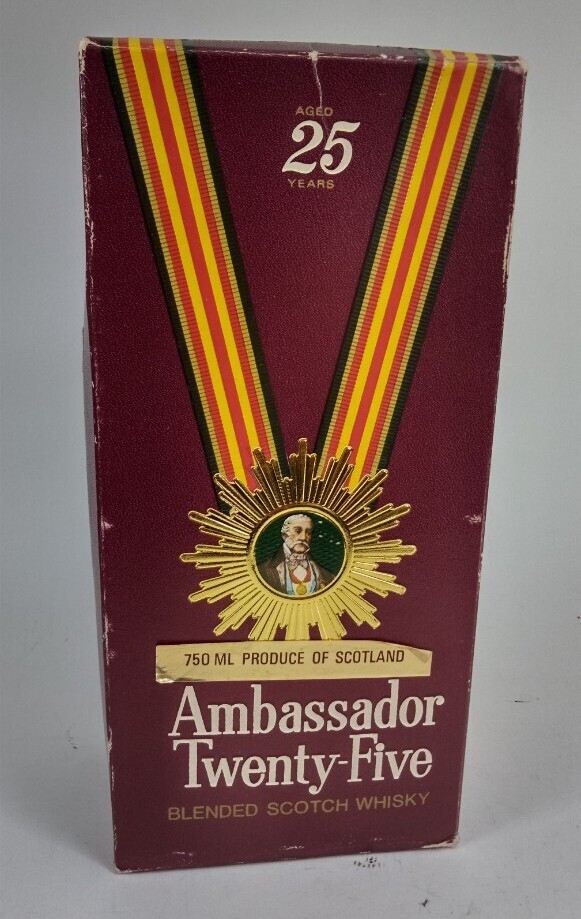 AGED
25
YEARS
750 ML PRODUCE OF SCOTLAND
Ambassador
Twenty-Five
BLENDED SCOTCH WHISKY